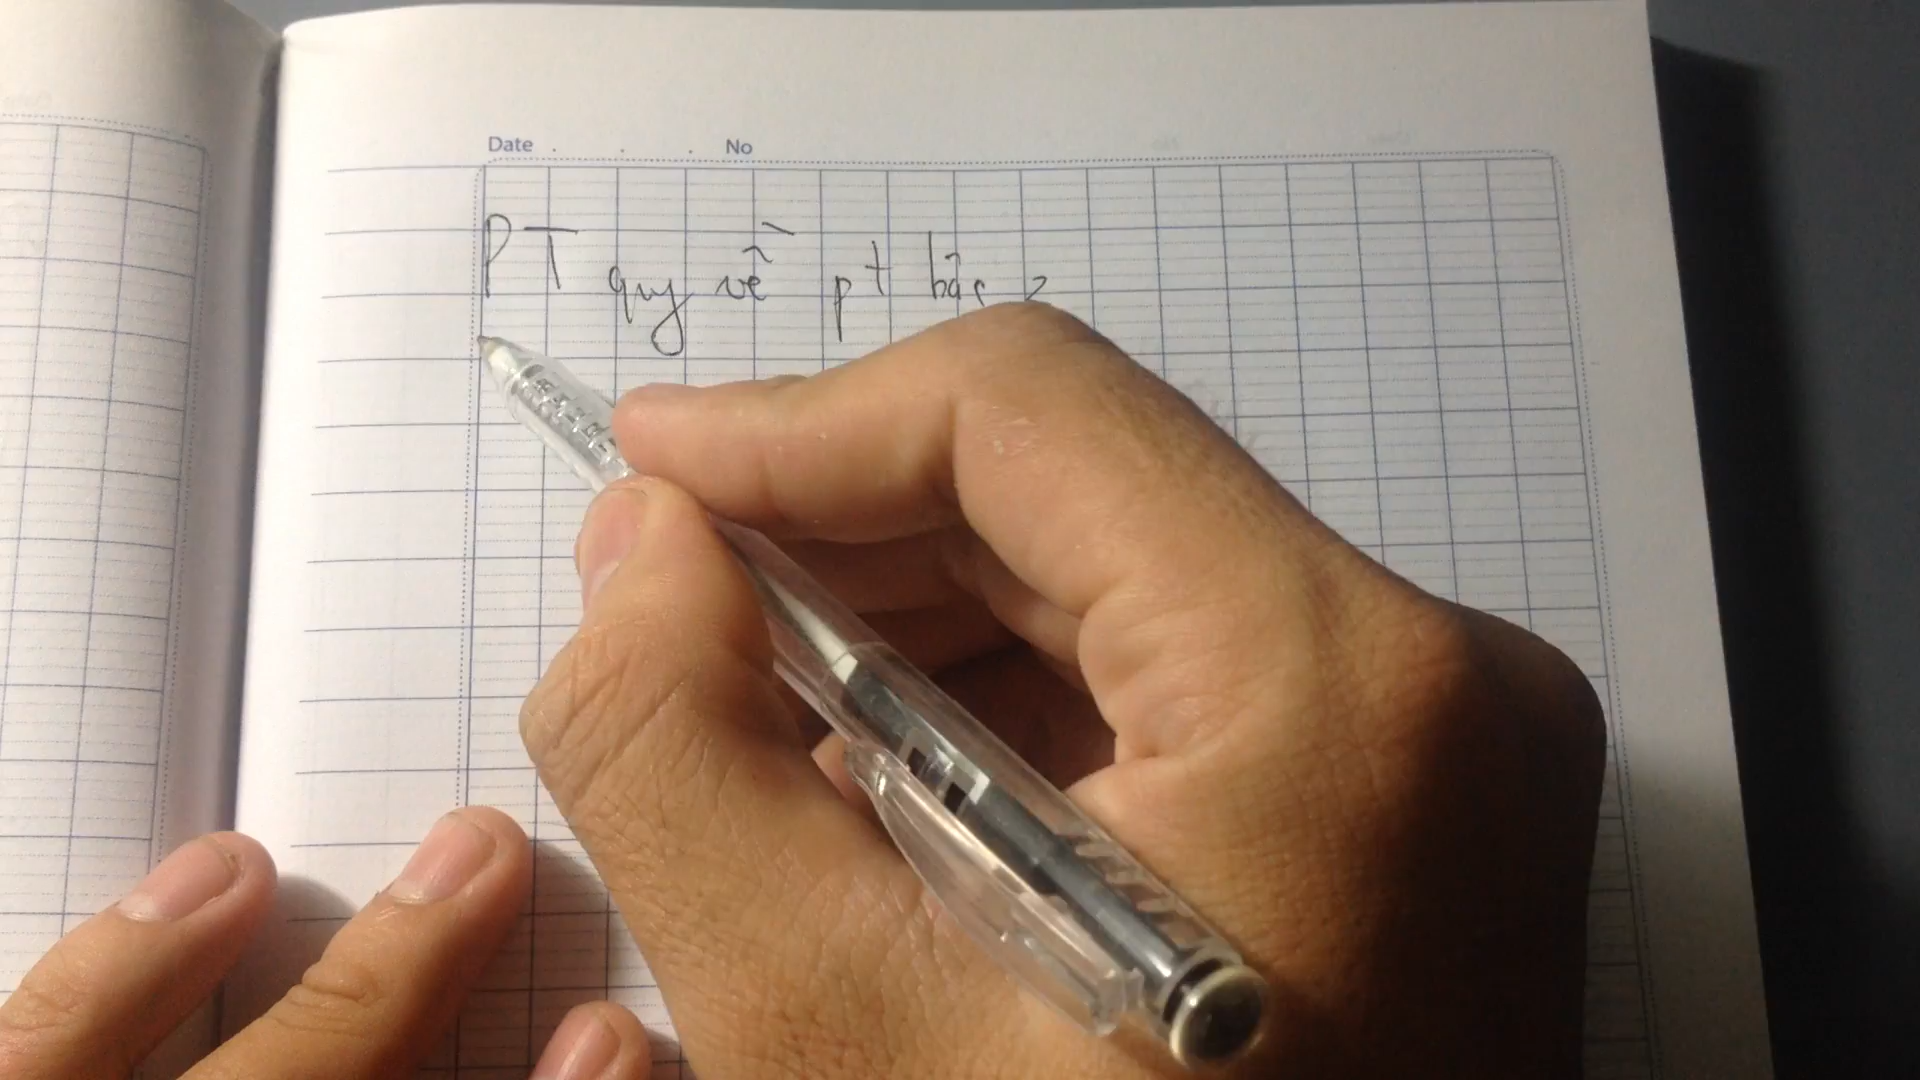 Date . . . No
PT quy về pt bậc 2